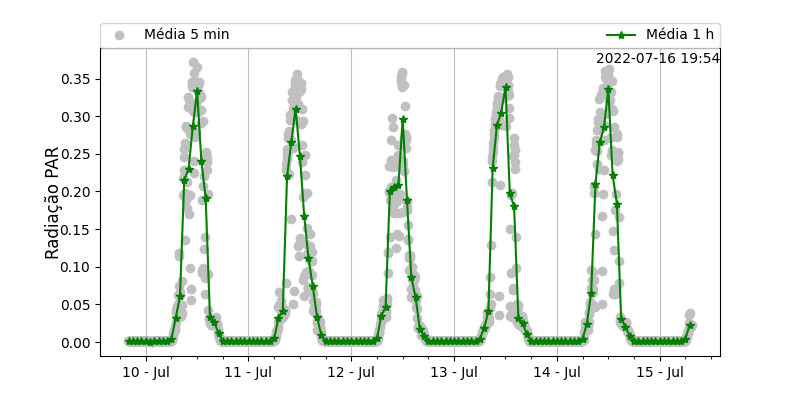 Média 5 min
Média 1 h
2022-07-16 19:54
Radiação PAR
0.35
0.30
0.25
0.20
0.15
0.10
0.05
0.00
10 - Jul
11 - Jul
12 - Jul
13 - Jul
14 - Jul
15 - Jul